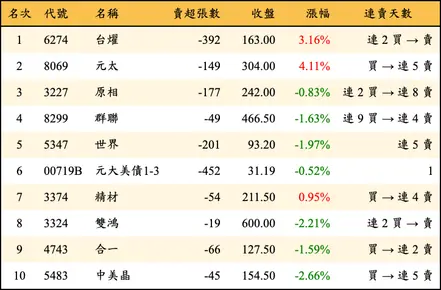 名次 代號 名稱 賣超張數 收盤 漲幅 連賣天數
1 6274 台燿 -392 163.00 3.16% 連 2 買 → 賣
2 8069 元太 -149 304.00 4.11% 買 → 連 5 賣
3 3227 原相 -177 242.00 -0.83% 連 2 買 → 連 8 賣
4 8299 群聯 -49 466.50 -1.63% 連 9 買 → 連 4 賣
5 5347 世界 -201 93.20 -1.97% 連 5 賣
6 00719B 元大美債1-3 -452 31.19 -0.52% 1
7 3374 精材 -54 211.50 0.95% 買 → 連 4 賣
8 3324 雙鴻 -19 600.00 -2.21% 連 2 買 → 賣
9 4743 合一 -66 127.50 -1.59% 買 → 連 2 賣
10 5483 中美晶 -45 154.50 -2.66% 買 → 連 5 賣